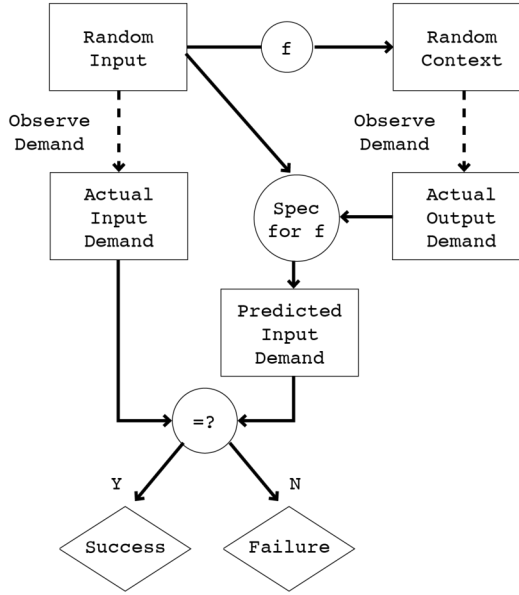 Random
Input
f
Random
Context
Observe
Demand
Observe
Demand
Actual
Input
Demand
Spec
for f
Actual
Output
Demand
Predicted
Input
Demand
=?
Y
N
Success
Failure